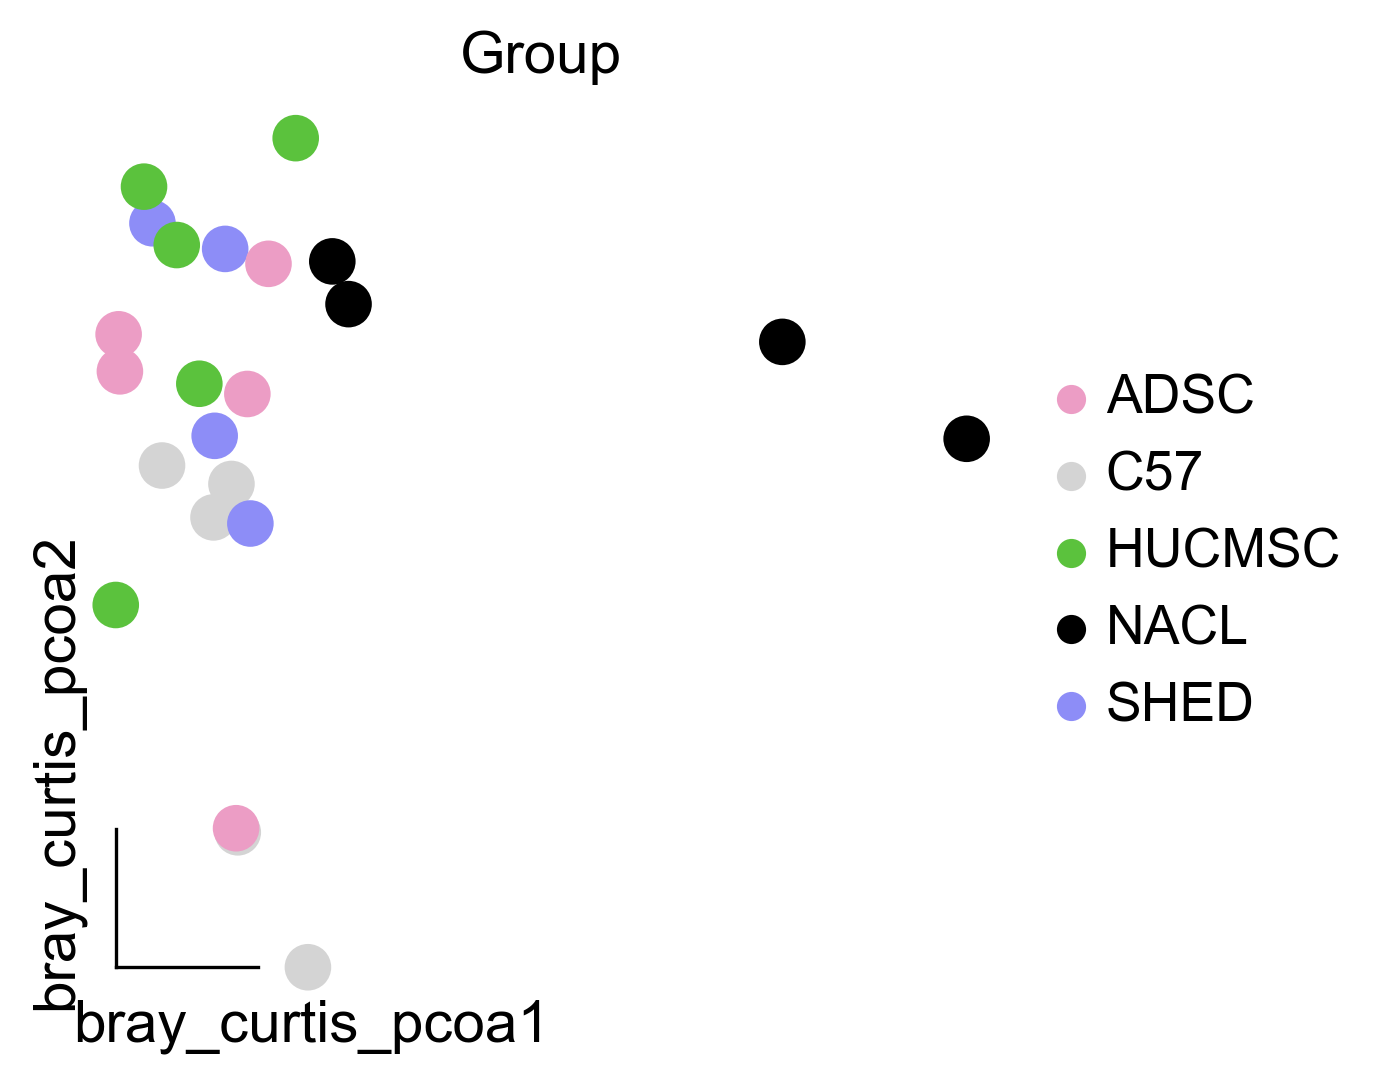 Group
ADSC
C57
HUCMSC
NACL
SHED
bray_curtis_pcoa2
bray_curtis_pcoa1